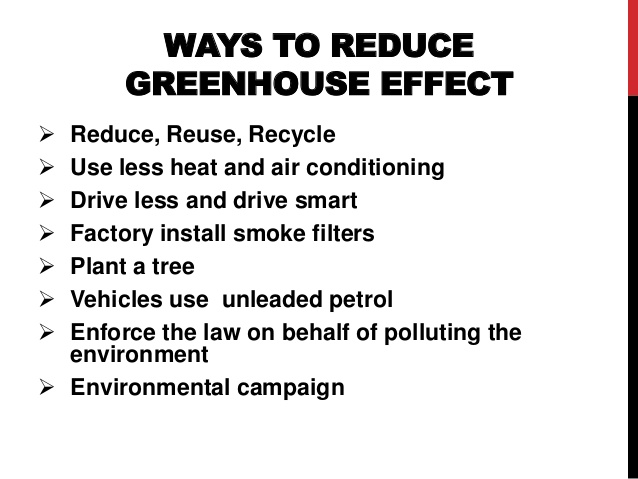 WAYS TO REDUCE
GREENHOUSE EFFECT
➢ Reduce, Reuse, Recycle
➢ Use less heat and air conditioning
➢ Drive less and drive smart
➢ Factory install smoke filters
➢ Plant a tree
➢ Vehicles use  unleaded petrol
➢ Enforce the law on behalf of polluting the
environment
➢ Environmental campaign